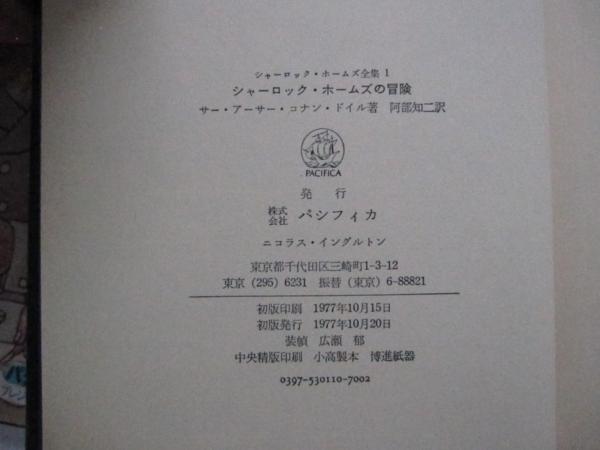 シャーロック・ホームズ全集 1
シャーロック・ホームズの冒険
サー・アーサー・コナン・ドイル著　阿部知二訳
PACIFICA
発　行
株式会社 パシフィカ
ニコラス・イングルトン
東京都千代田区三崎町1-3-12
東京 (295) 6231　振替 (東京) 6-88821
初版印刷　1977年10月15日
初版発行　1977年10月20日
装幀　広瀬　郁
中央精版印刷　小高製本　博進紙器
0397-530110-7002